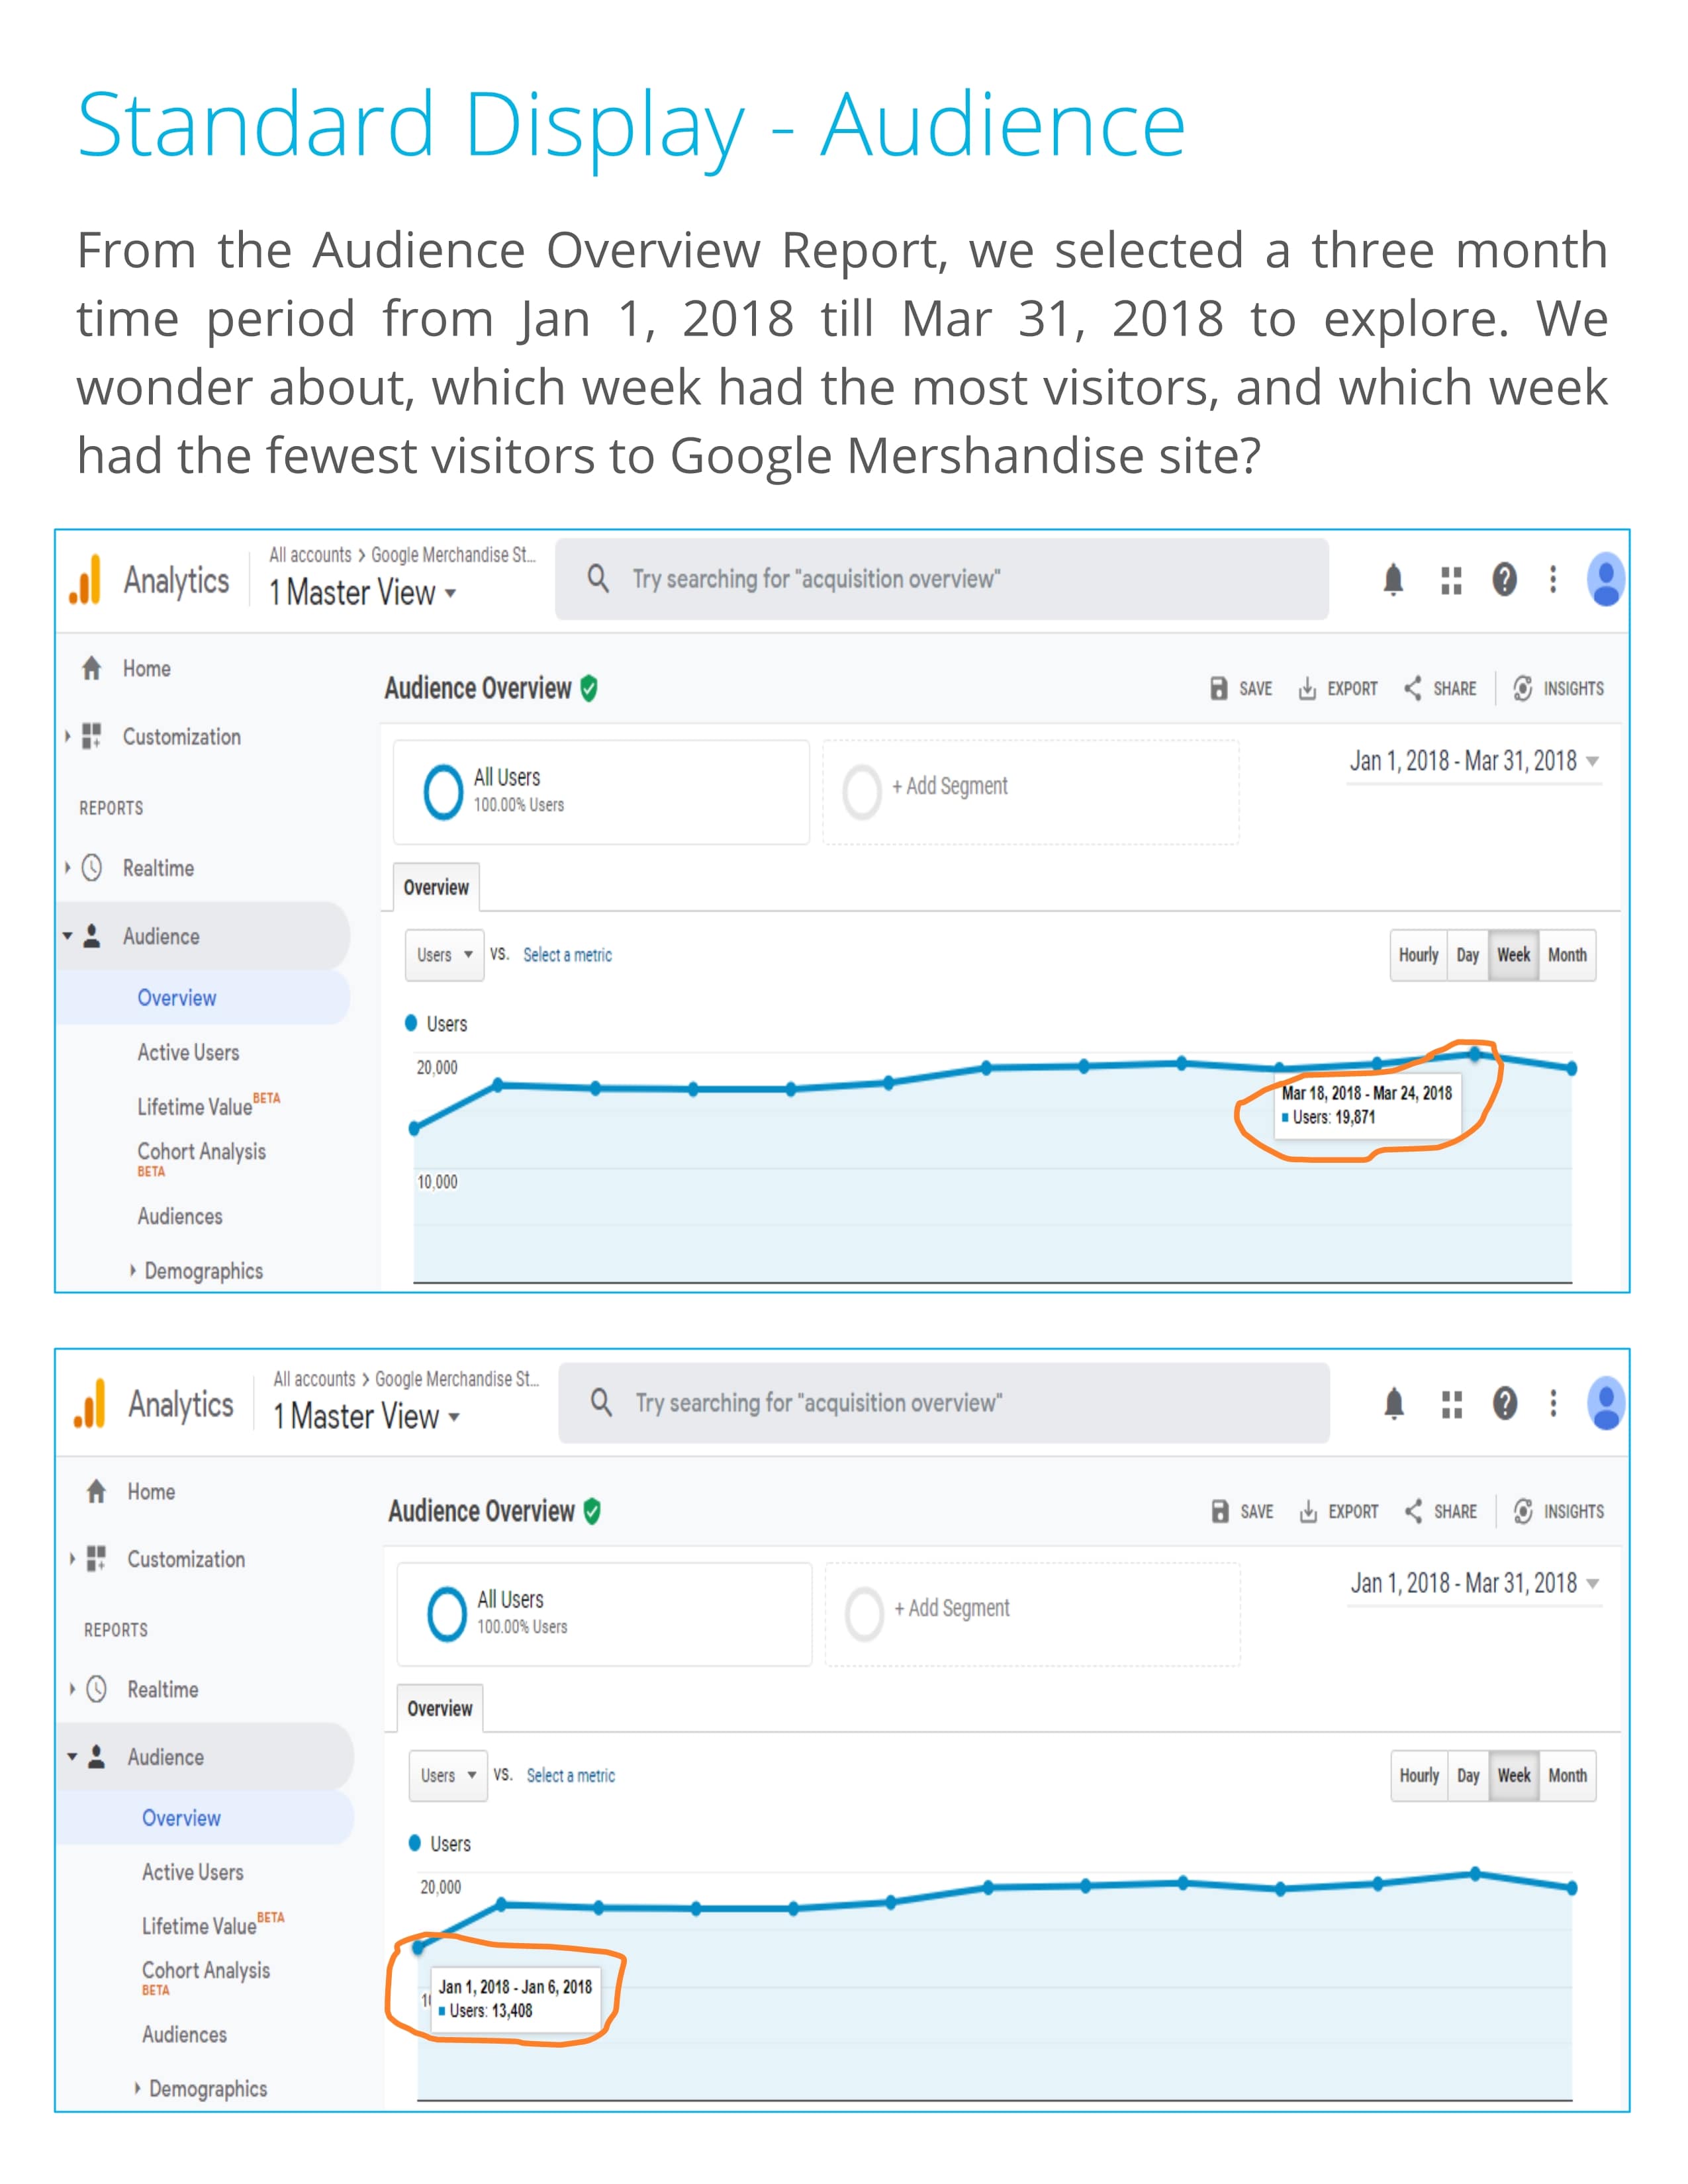 Standard Display - Audience
From the Audience Overview Report, we selected a three month
time period from Jan 1, 2018 till Mar 31, 2018 to explore. We
wonder about, which week had the most visitors, and which week
had the fewest visitors to Google Mershandise site?
Analytics
All accounts > Google Merchandise St...
1 Master View
Try searching for "acquisition overview"
Home
Customization
REPORTS
Realtime
Audience
Overview
Active Users
Lifetime Value BETA
Cohort Analysis
BETA
Audiences
Demographics
Audience Overview
SAVE
EXPORT
SHARE
INSIGHTS
All Users
100.00% Users
+ Add Segment
Jan 1, 2018 - Mar 31, 2018
Overview
Users VS. Select a metric
Hourly Day Week Month
Users
20,000
Mar 18, 2018 - Mar 24, 2018
Users: 19,871
10,000
Analytics
All accounts > Google Merchandise St...
1 Master View
Try searching for "acquisition overview"
Home
Customization
REPORTS
Realtime
Audience
Overview
Active Users
Lifetime Value BETA
Cohort Analysis
BETA
Audiences
Demographics
Audience Overview
SAVE
EXPORT
SHARE
INSIGHTS
All Users
100.00% Users
+ Add Segment
Jan 1, 2018 - Mar 31, 2018
Overview
Users VS. Select a metric
Hourly Day Week Month
Users
20,000
Jan 1, 2018 - Jan 6, 2018
Users: 13,408